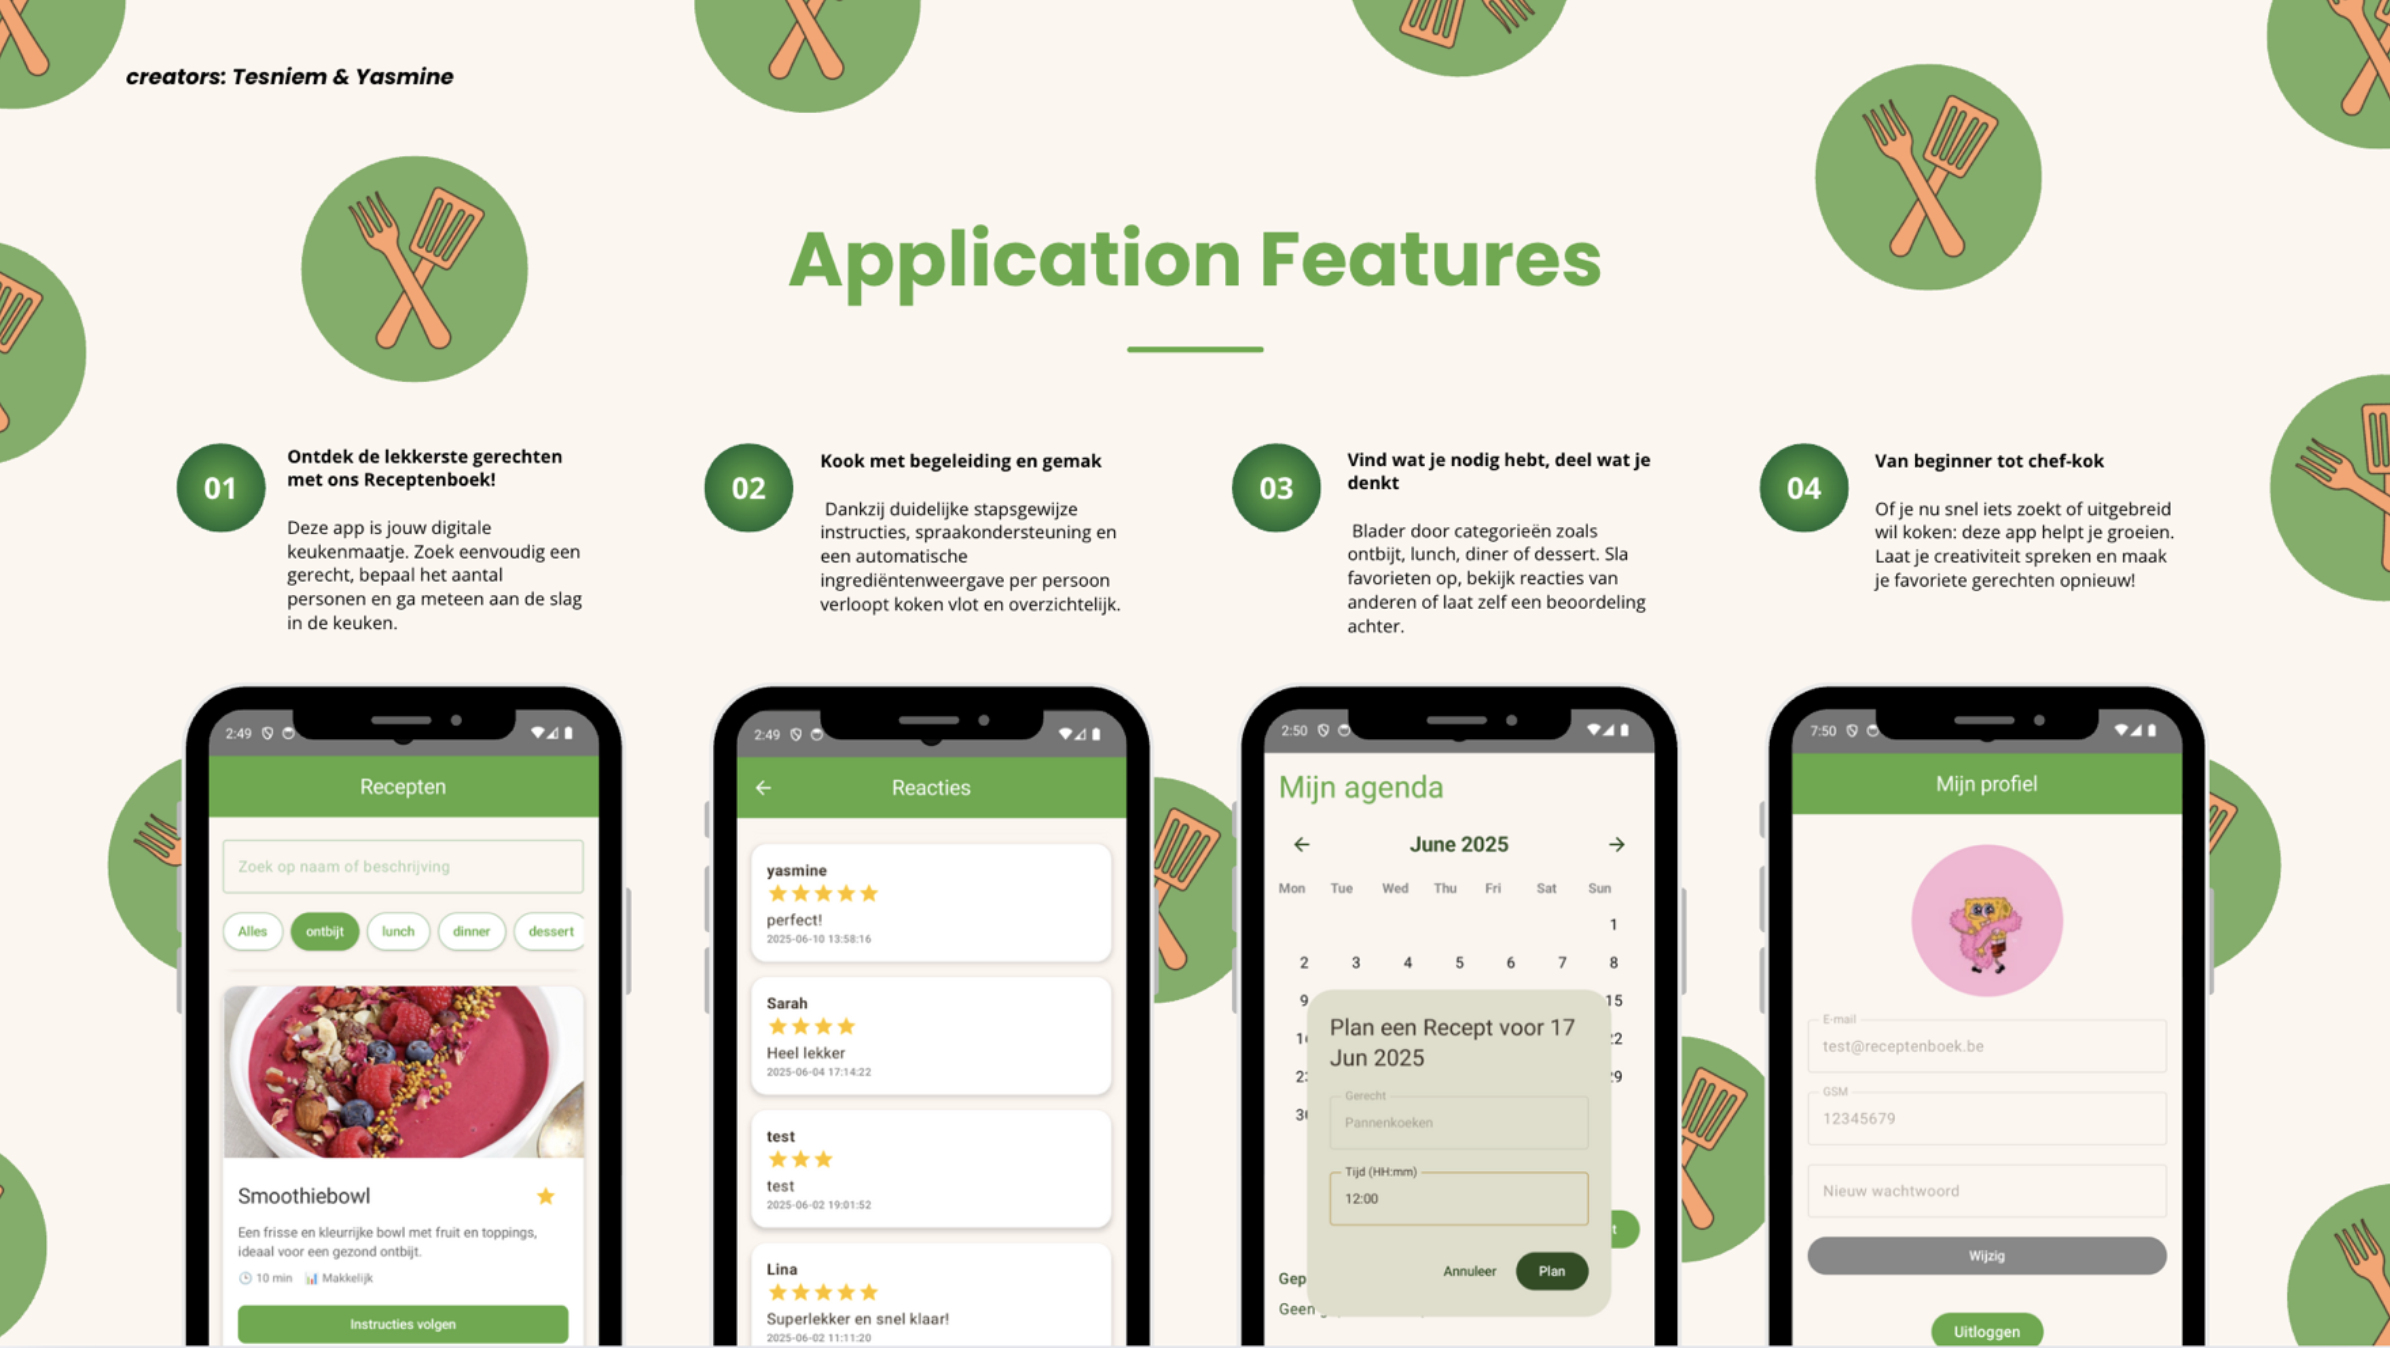 creators: Tesniem & Yasmine
Application Features
01
Ontdek de lekkerste gerechten
met ons Receptenboek!
Deze app is jouw digitale
keukenmaatje. Zoek eenvoudig een
gerecht, bepaal het aantal
personen en ga meteen aan de slag
in de keuken.
02
Kook met begeleiding en gemak
Dankzij duidelijke stapsgewijze
instructies, spraakondersteuning en
een automatische
ingrediëntenweergave per persoon
verloopt koken vlot en overzichtelijk.
03
Vind wat je nodig hebt, deel wat je
denkt
Blader door categorieën zoals
ontbijt, lunch, diner of dessert. Sla
favorieten op, bekijk reacties van
anderen of laat zelf een beoordeling
achter.
04
Van beginner tot chef-kok
Of je nu snel iets zoekt of uitgebreid
wil koken: deze app helpt je groeien.
Laat je creativiteit spreken en maak
je favoriete gerechten opnieuw!
2:49
Recepten
Zoek op naam of beschrijving
Alles ontbijt lunch dinner dessert
Smoothiebowl
Een frisse en kleurrijke bowl met fruit en toppings,
ideaal voor een gezond ontbijt.
10 min Makkelijk
Instructies volgen
2:49
Reacties
yasmine
perfect!
2025-06-10 13:58:16
Sarah
Heel lekker
2025-06-04 17:14:22
test
test
2025-06-02 19:01:52
Lina
Superlekker en snel klaar!
2025-06-02 11:11:20
2:50
Mijn agenda
June 2025
Mon Tue Wed Thu Fri Sat Sun
1
2 3 4 5 6 7 8
9 15
Plan een Recept voor 17
Jun 2025
Gerecht
Pannenkoeken
Tijd (HH:mm)
12:00
Annuleer Plan
Gep
Geen
7:50
Mijn profiel
E-mail
test@receptenboek.be
GSM
12345679
Nieuw wachtwoord
Wijzig
Uitloggen